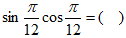 sin π/12 cos π/12 = (  )